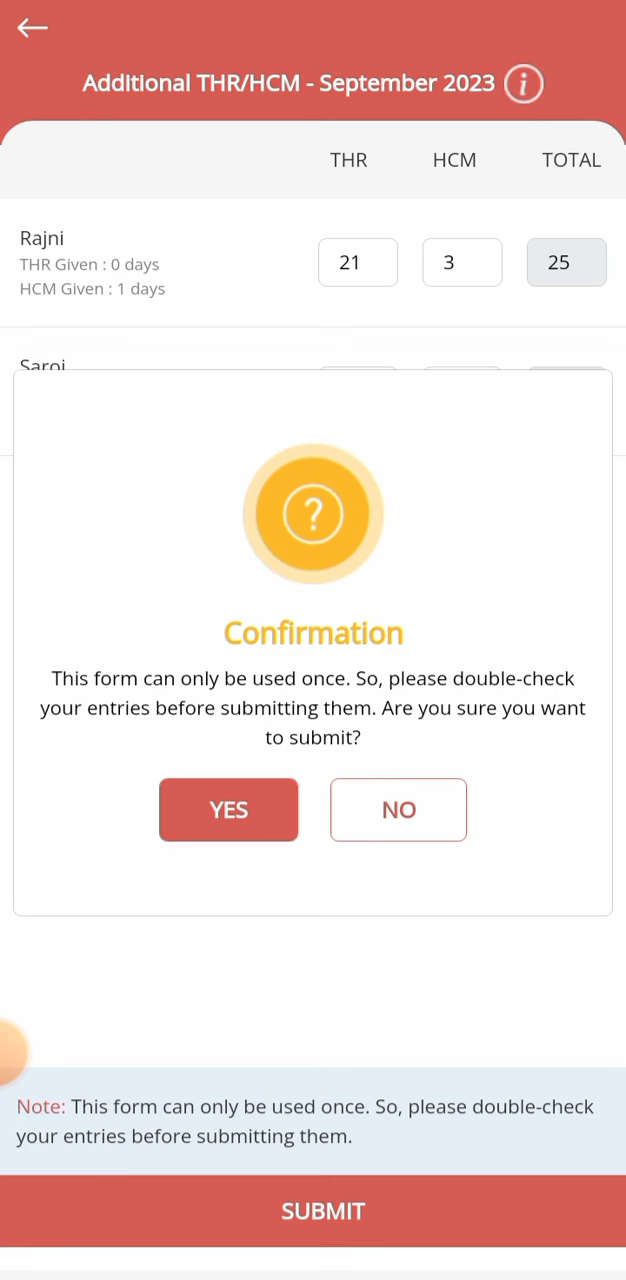 Additional THR/HCM - September 2023 i
THR HCM TOTAL
Rajni
THR Given : 0 days
HCM Given : 1 days
21 3 25
Saroj
?
Confirmation
This form can only be used once. So, please double-check
your entries before submitting them. Are you sure you want
to submit?
YES NO
Note: This form can only be used once. So, please double-check
your entries before submitting them.
SUBMIT